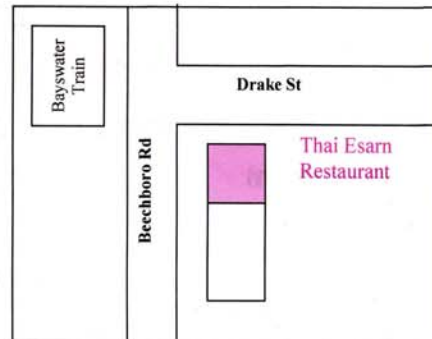 Bayswater
Train
Drake St
Beechboro Rd
Thai Esarn
Restaurant